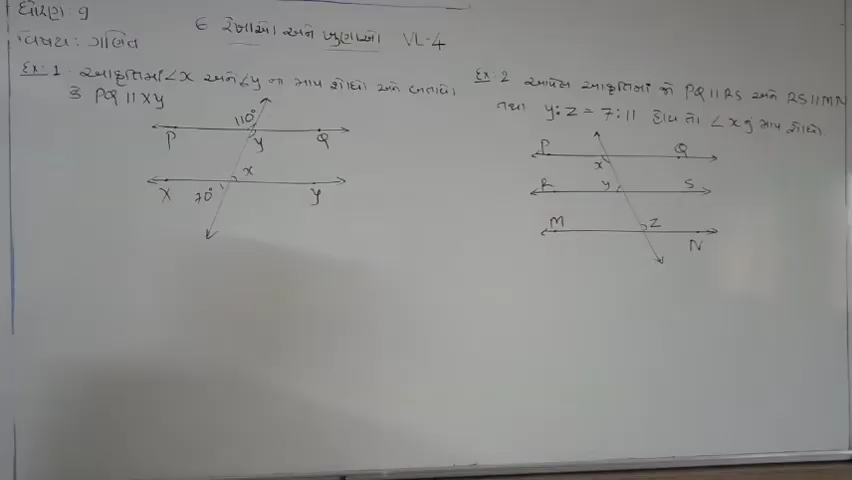 ધોરણ: 9
વિષય: ગણિત
6 રેખાઓ અને ખુણાઓ VL-4
Ex: 1. આકૃતિમાં ∠x અને ∠y ના માપ શોધો અને બતાવો
કે PQ || XY
110°
P y Q
x
X 70° Y
Ex: 2 આપેલ આકૃતિમાં જો PQ || RS અને RS || MN
તથા y : z = 7 : 11 હોય તો ∠x નું માપ શોધો.
P Q
x
R y S
M z
N